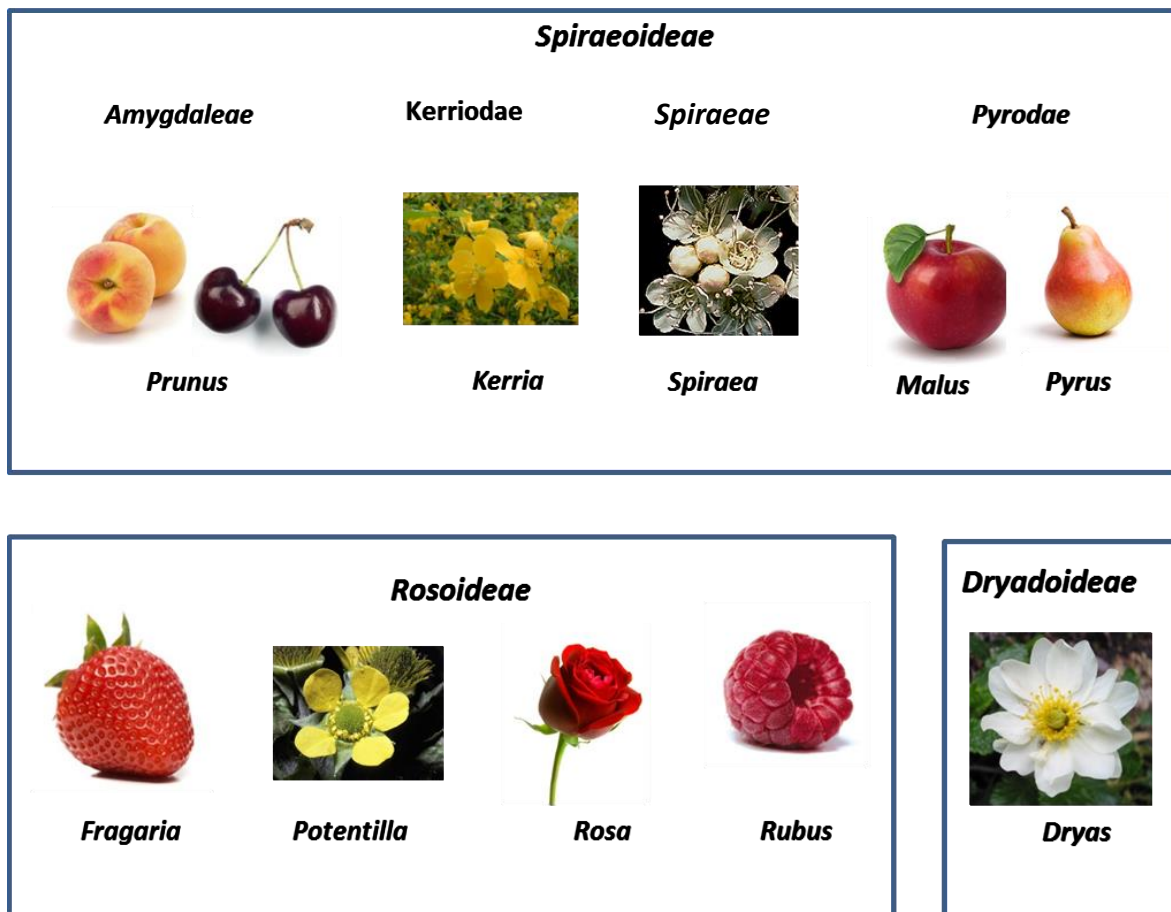 Spiraeoideae
Amygdaleae Kerriodae Spiraeae Pyrodae
Prunus Kerria Spiraea Malus Pyrus
Rosoideae
Fragaria Potentilla Rosa Rubus
Dryadoideae
Dryas